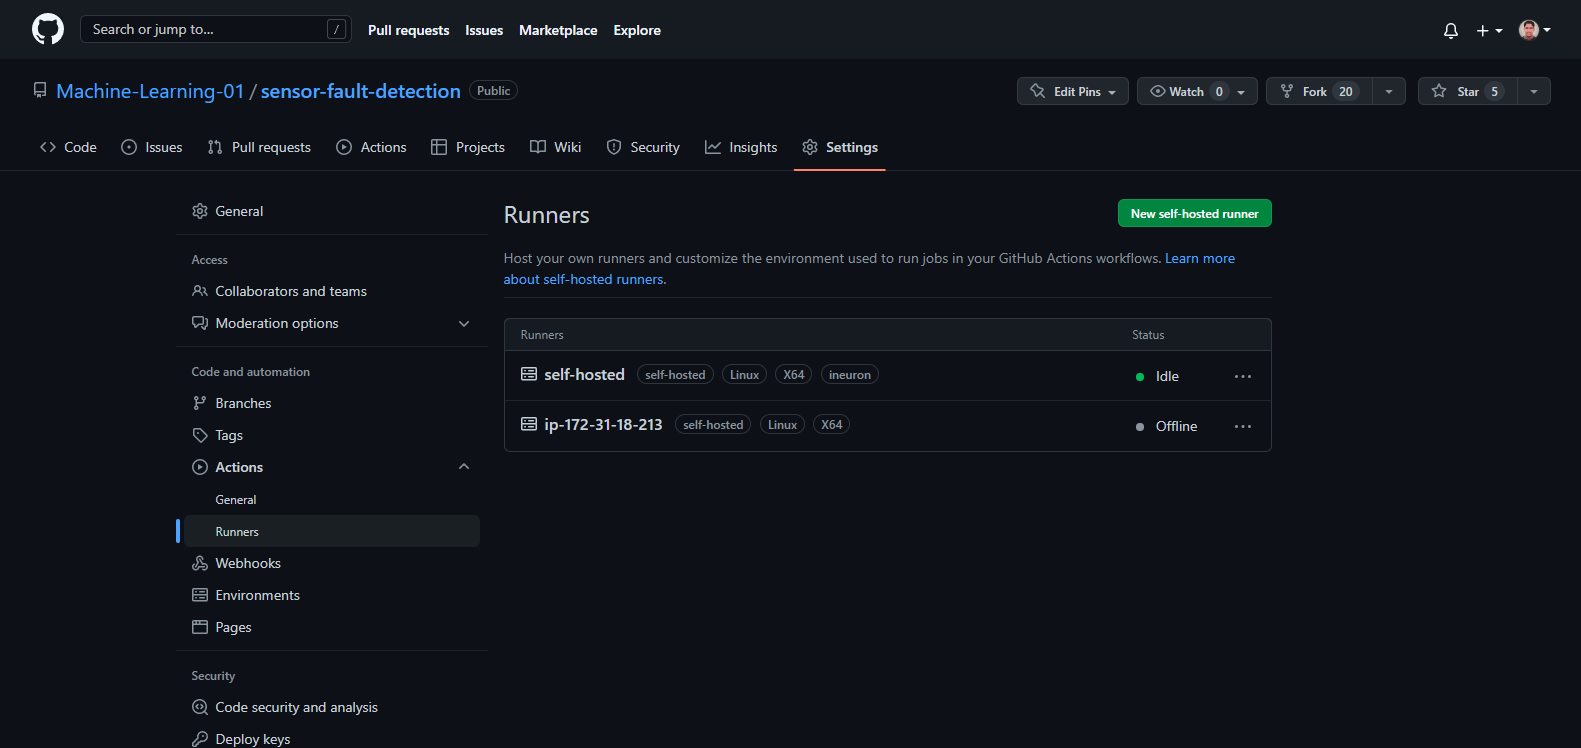 Search or jump to... /
Pull requests Issues Marketplace Explore
Machine-Learning-01 / sensor-fault-detection Public
Edit Pins Watch 0 Fork 20 Star 5
Code Issues Pull requests Actions Projects Wiki Security Insights Settings
General
Access
Collaborators and teams
Moderation options
Code and automation
Branches
Tags
Actions
General
Runners
Webhooks
Environments
Pages
Security
Code security and analysis
Deploy keys
Runners
New self-hosted runner
Host your own runners and customize the environment used to run jobs in your GitHub Actions workflows. Learn more
about self-hosted runners.
Runners Status
self-hosted self-hosted Linux X64 ineuron Idle
ip-172-31-18-213 self-hosted Linux X64 Offline